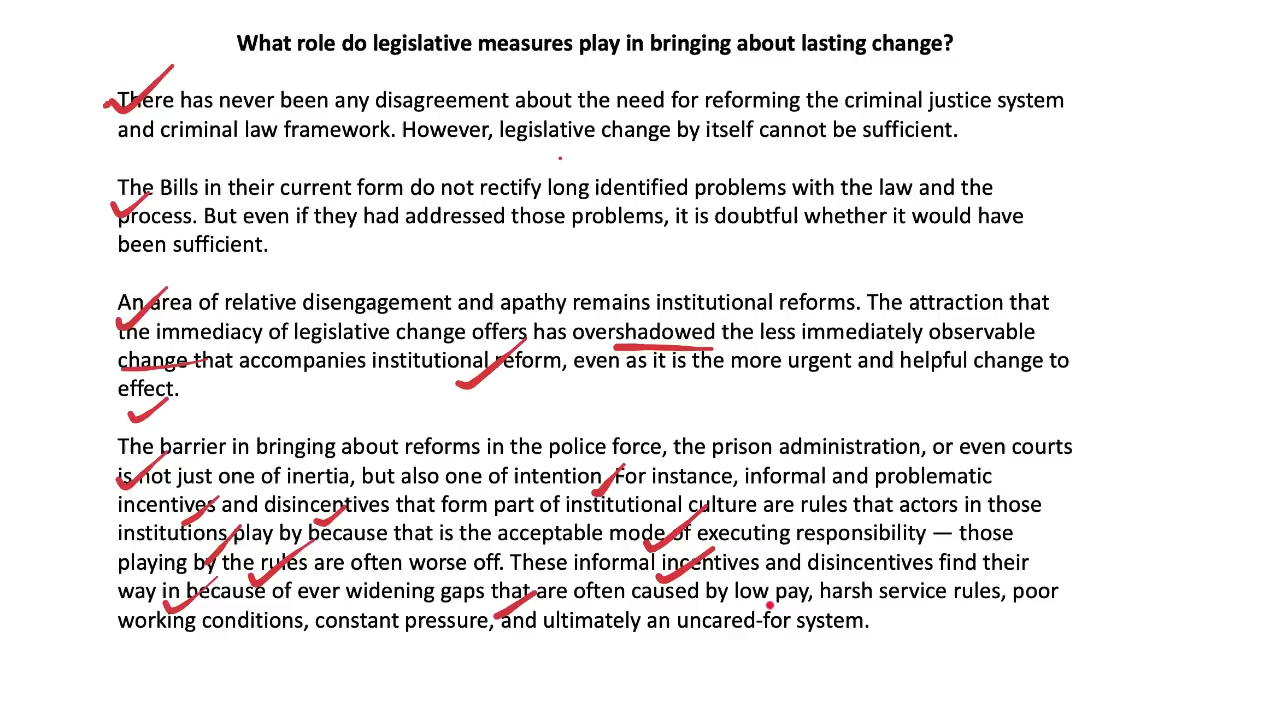 What role do legislative measures play in bringing about lasting change?
There has never been any disagreement about the need for reforming the criminal justice system
and criminal law framework. However, legislative change by itself cannot be sufficient.
The Bills in their current form do not rectify long identified problems with the law and the
process. But even if they had addressed those problems, it is doubtful whether it would have
been sufficient.
An area of relative disengagement and apathy remains institutional reforms. The attraction that
the immediacy of legislative change offers has overshadowed the less immediately observable
change that accompanies institutional reform, even as it is the more urgent and helpful change to
effect.
The barrier in bringing about reforms in the police force, the prison administration, or even courts
is not just one of inertia, but also one of intention. For instance, informal and problematic
incentives and disincentives that form part of institutional culture are rules that actors in those
institutions play by because that is the acceptable mode of executing responsibility — those
playing by the rules are often worse off. These informal incentives and disincentives find their
way in because of ever widening gaps that are often caused by low pay, harsh service rules, poor
working conditions, constant pressure, and ultimately an uncared-for system.